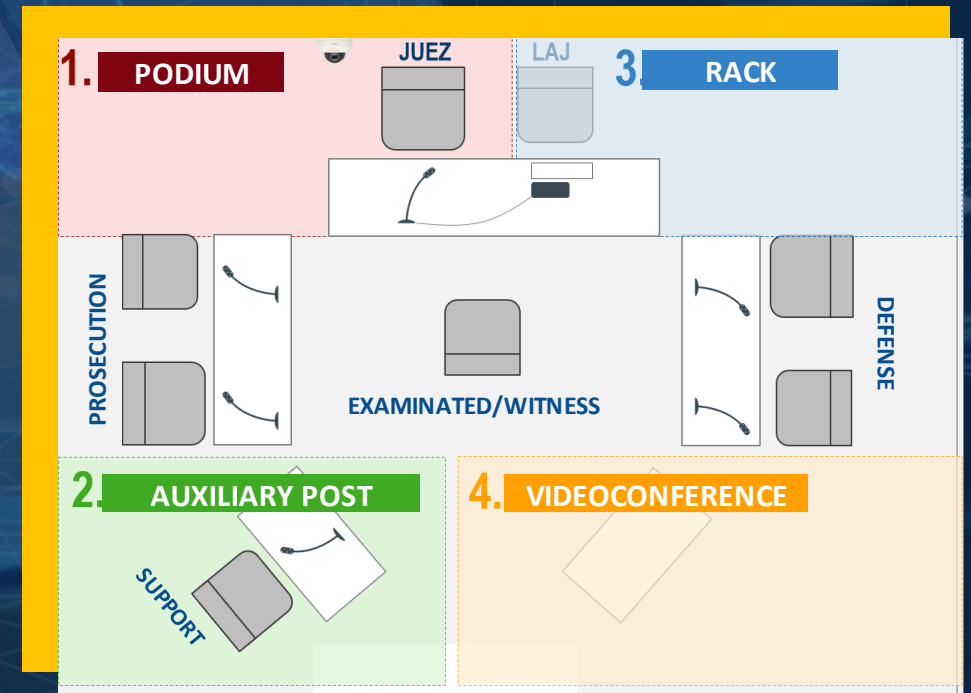 1. PODIUM
JUEZ
LAJ
3. RACK
PROSECUTION
DEFENSE
EXAMINATED/WITNESS
2. AUXILIARY POST
4. VIDEOCONFERENCE
SUPPORT